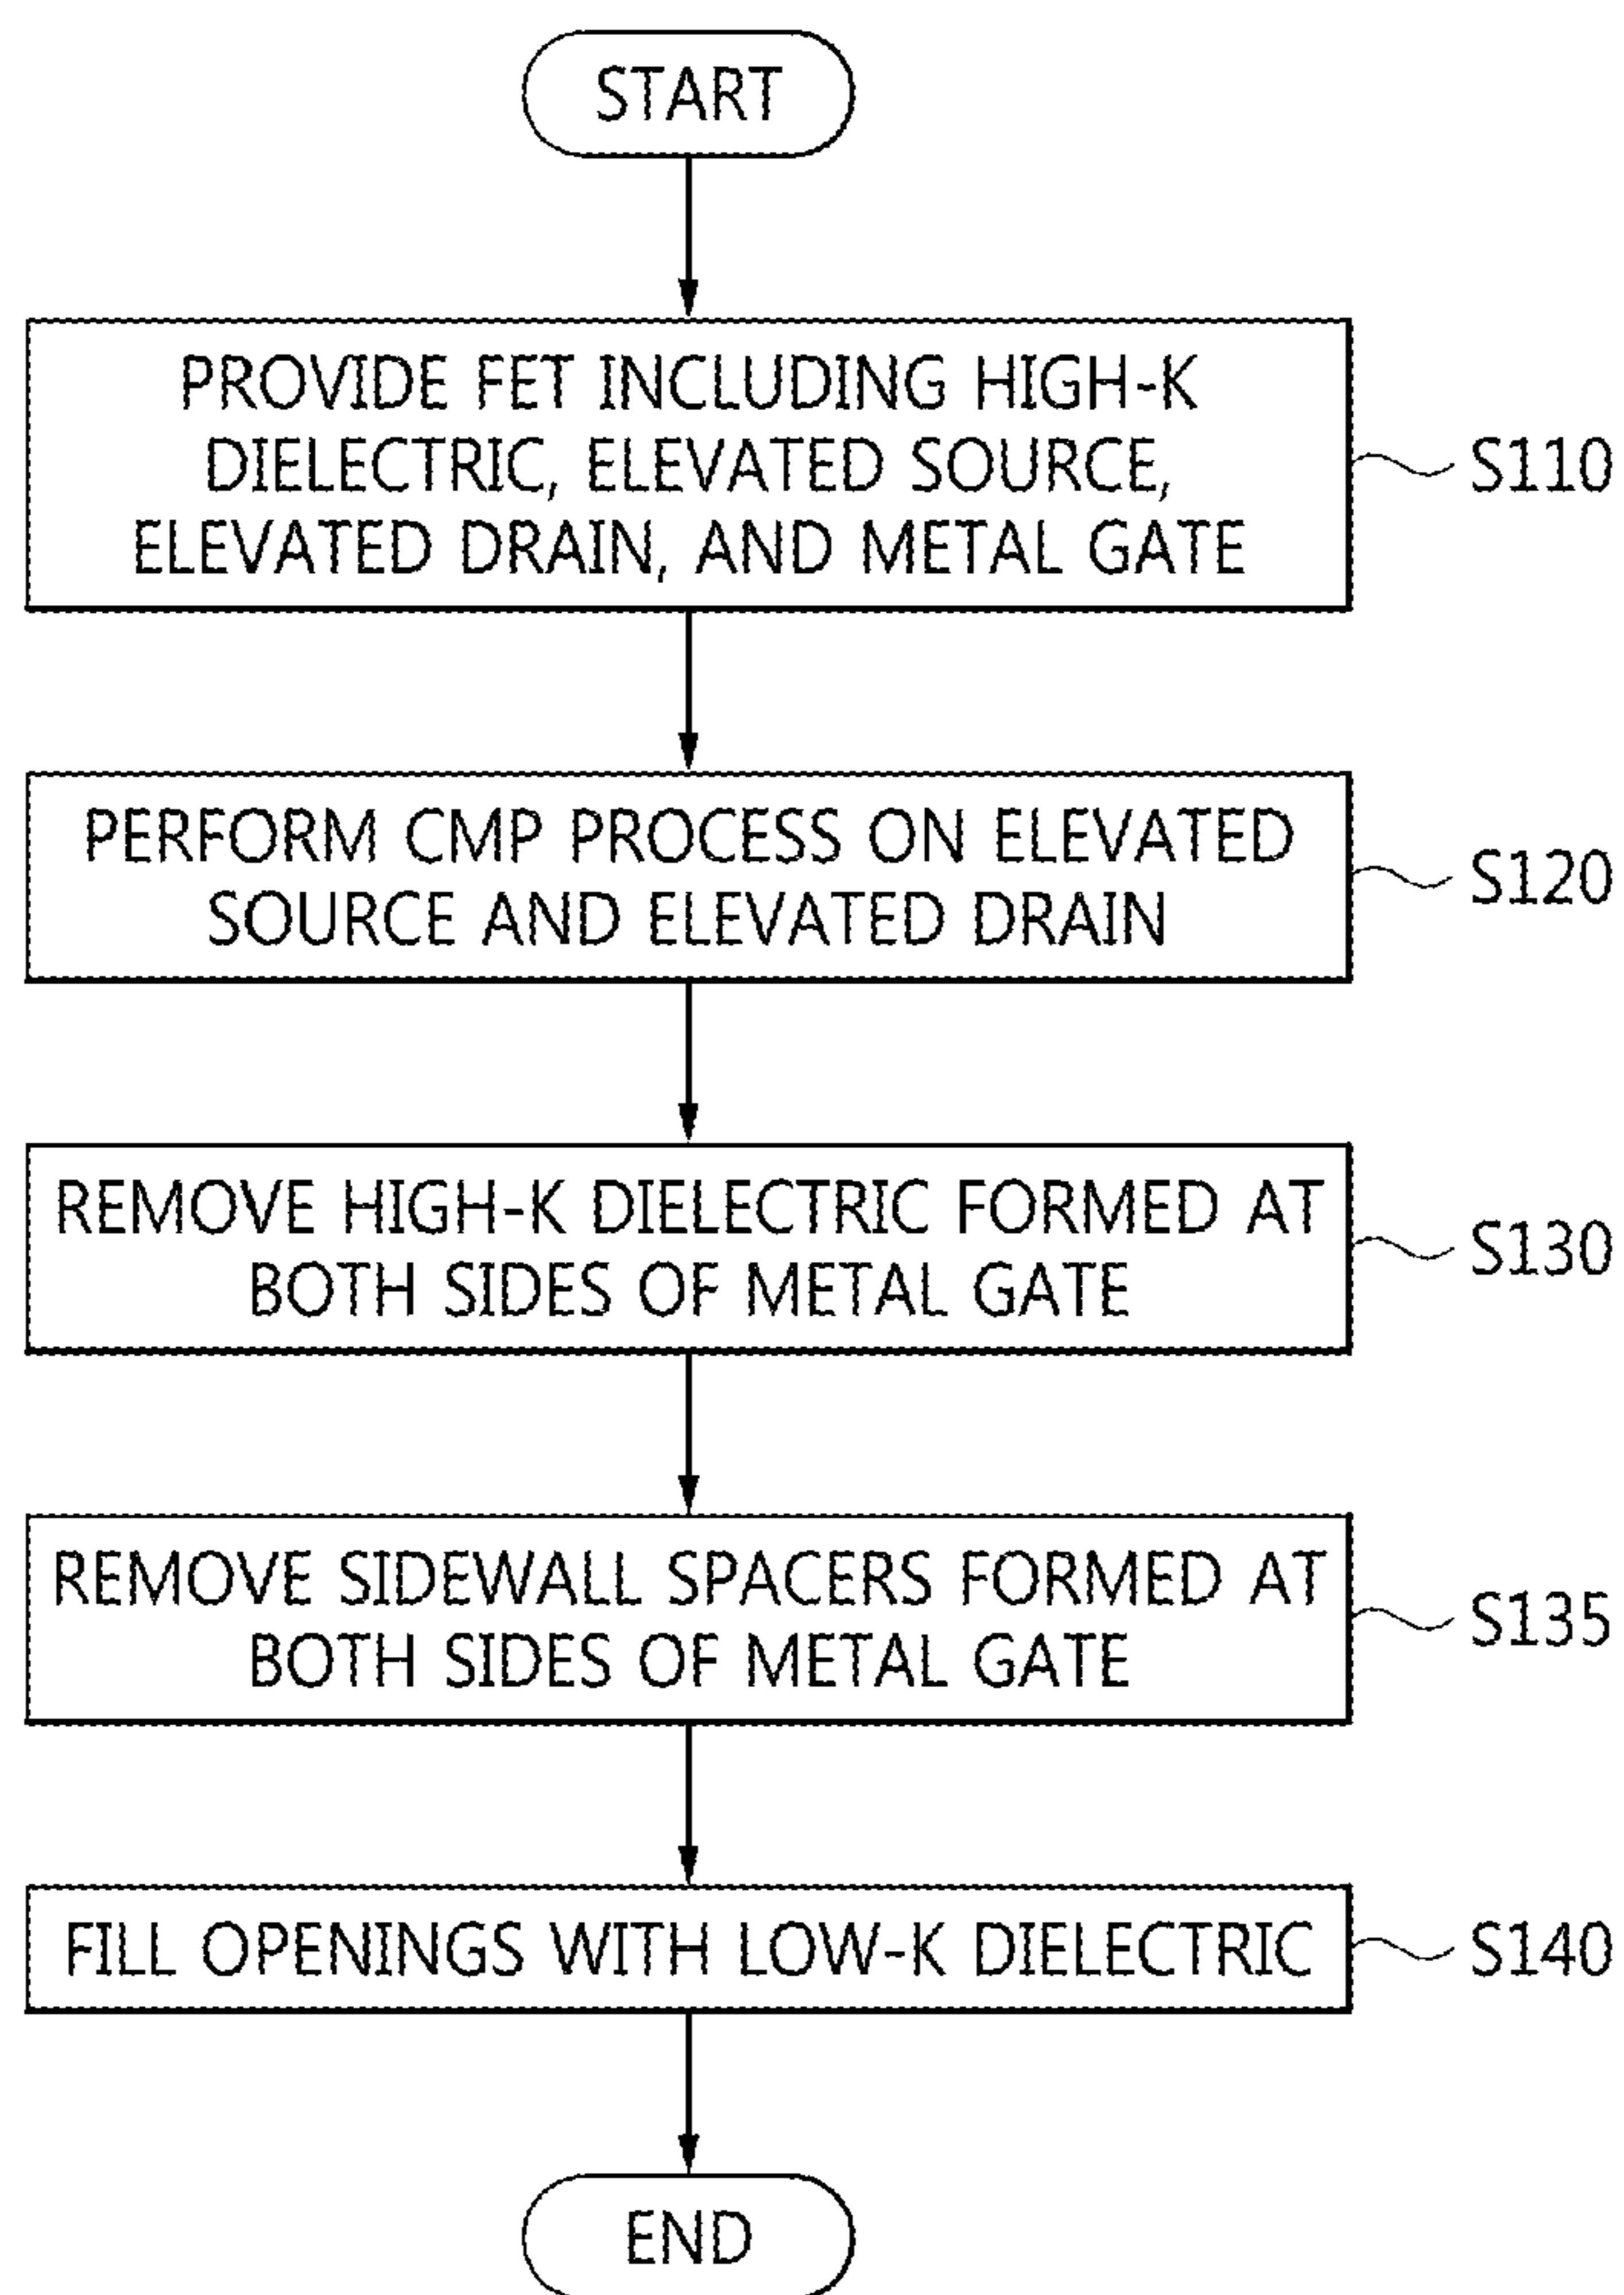 START
PROVIDE FET INCLUDING HIGH-K
DIELECTRIC, ELEVATED SOURCE,
ELEVATED DRAIN, AND METAL GATE
S110
PERFORM CMP PROCESS ON ELEVATED
SOURCE AND ELEVATED DRAIN
S120
REMOVE HIGH-K DIELECTRIC FORMED AT
BOTH SIDES OF METAL GATE
S130
REMOVE SIDEWALL SPACERS FORMED AT
BOTH SIDES OF METAL GATE
S135
FILL OPENINGS WITH LOW-K DIELECTRIC
S140
END